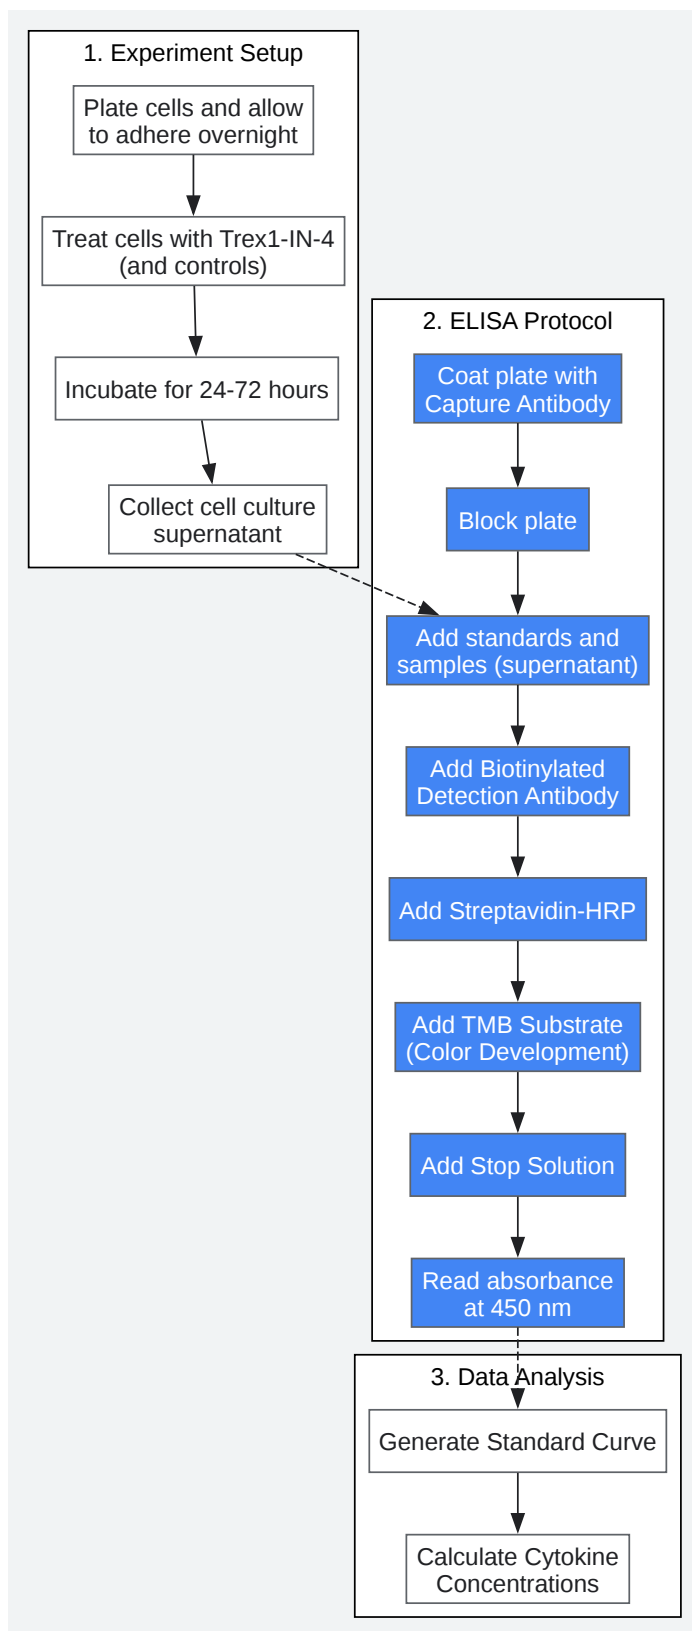 1. Experiment Setup
Plate cells and allow
to adhere overnight
Treat cells with Trex1-IN-4
(and controls)
Incubate for 24-72 hours
Collect cell culture
supernatant
2. ELISA Protocol
Coat plate with
Capture Antibody
Block plate
Add standards and
samples (supernatant)
Add Biotinylated
Detection Antibody
Add Streptavidin-HRP
Add TMB Substrate
(Color Development)
Add Stop Solution
Read absorbance
at 450 nm
3. Data Analysis
Generate Standard Curve
Calculate Cytokine
Concentrations